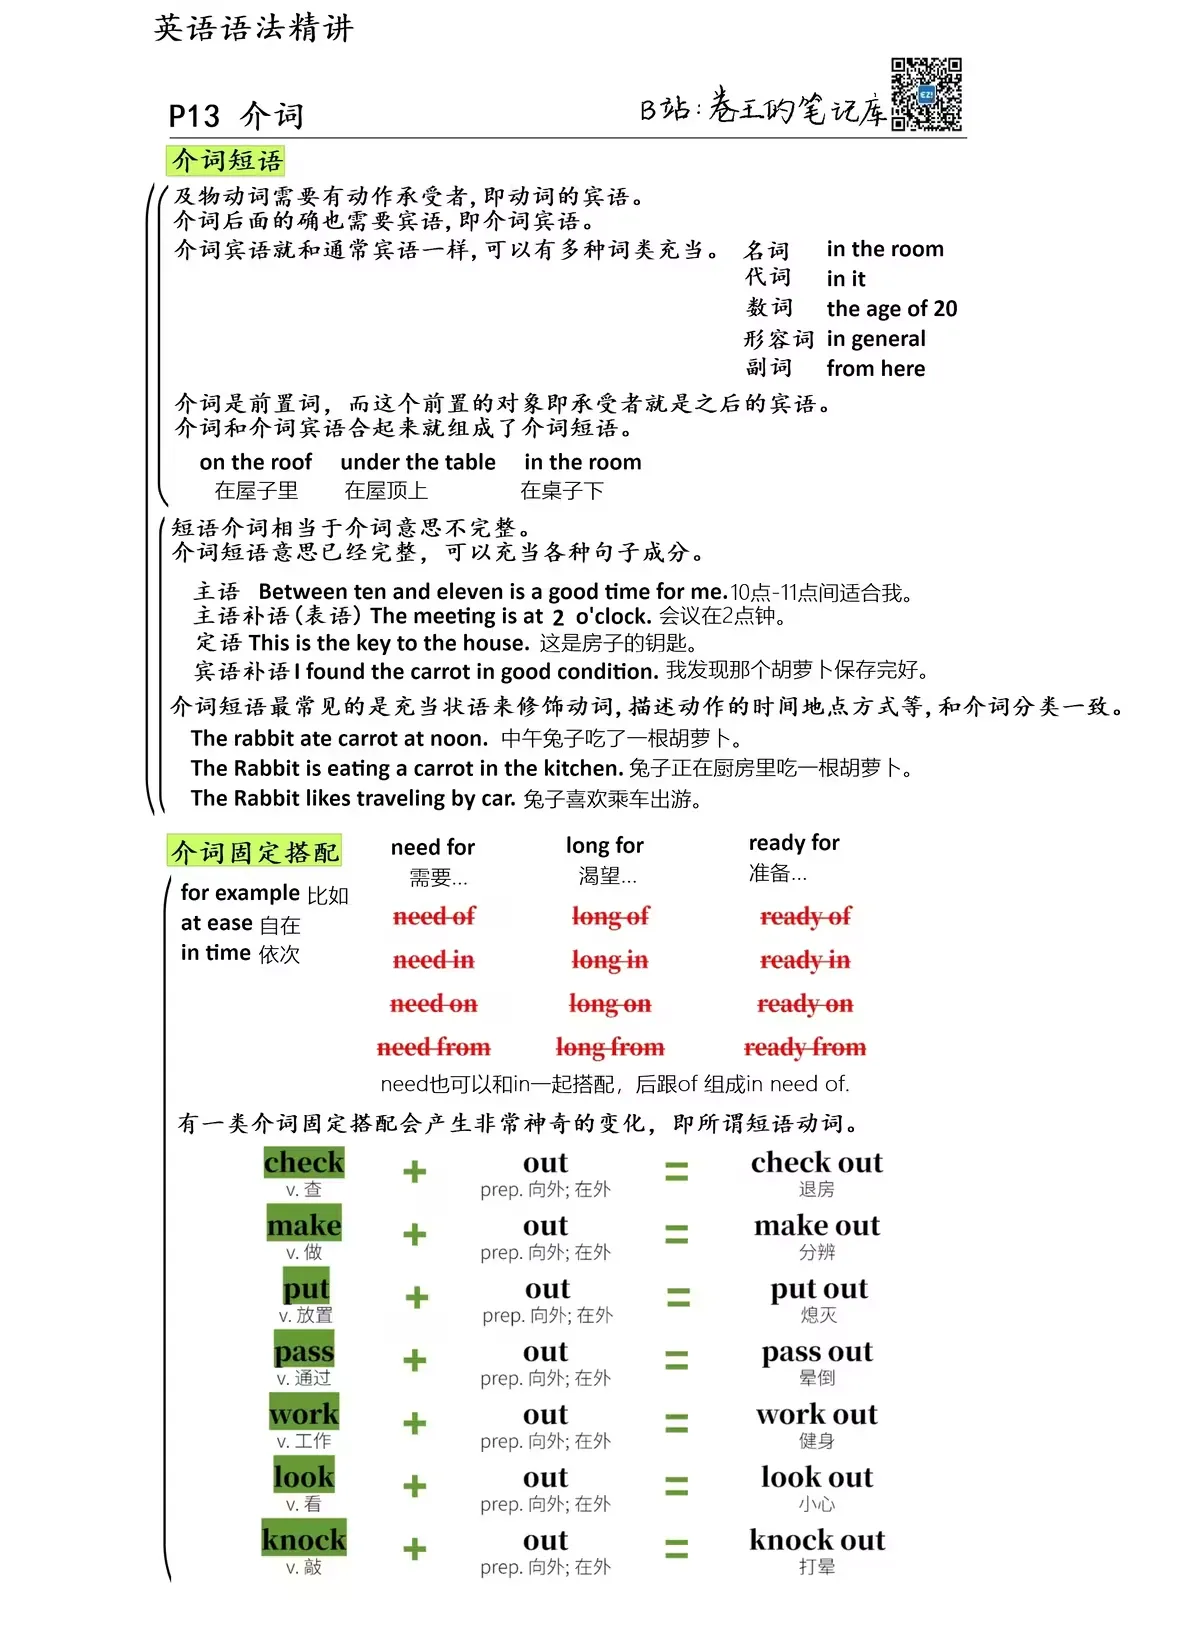 英语语法精讲
P13 介词
B站:卷王的笔记库
介词短语
及物动词需要有动作承受者,即动词的宾语。
介词后面的确也需要宾语,即介词宾语。
介词宾语就和通常宾语一样,可以有多种词类充当。
名词 in the room
代词 in it
数词 the age of 20
形容词 in general
副词 from here
介词是前置词，而这个前置的对象即承受者就是之后的宾语。
介词和介词宾语合起来就组成了介词短语。
on the roof under the table in the room
在屋子里 在屋顶上 在桌子下
短语介词相当于介词意思不完整。
介词短语意思已经完整，可以充当各种句子成分。
主语 Between ten and eleven is a good time for me.10点-11点间适合我。
主语补语(表语) The meeting is at 2 o'clock. 会议在2点钟。
定语 This is the key to the house. 这是房子的钥匙。
宾语补语 I found the carrot in good condition. 我发现那个胡萝卜保存完好。
介词短语最常见的是充当状语来修饰动词,描述动作的时间地点方式等,和介词分类一致。
The rabbit ate carrot at noon. 中午兔子吃了一根胡萝卜。
The Rabbit is eating a carrot in the kitchen. 兔子正在厨房里吃一根胡萝卜。
The Rabbit likes traveling by car. 兔子喜欢乘车出游。
介词固定搭配
for example 比如
at ease 自在
in time 依次
need for long for ready for
需要... 渴望... 准备...
need of long of ready of
need in long in ready in
need on long on ready on
need from long from ready from
need也可以和in一起搭配，后跟of 组成in need of.
有一类介词固定搭配会产生非常神奇的变化，即所谓短语动词。
check + out = check out
v. 查 prep. 向外; 在外 退房
make + out = make out
v. 做 prep. 向外; 在外 分辨
put + out = put out
v. 放置 prep. 向外; 在外 熄灭
pass + out = pass out
v. 通过 prep. 向外; 在外 晕倒
work + out = work out
v. 工作 prep. 向外; 在外 健身
look + out = look out
v. 看 prep. 向外; 在外 小心
knock + out = knock out
v. 敲 prep. 向外; 在外 打晕